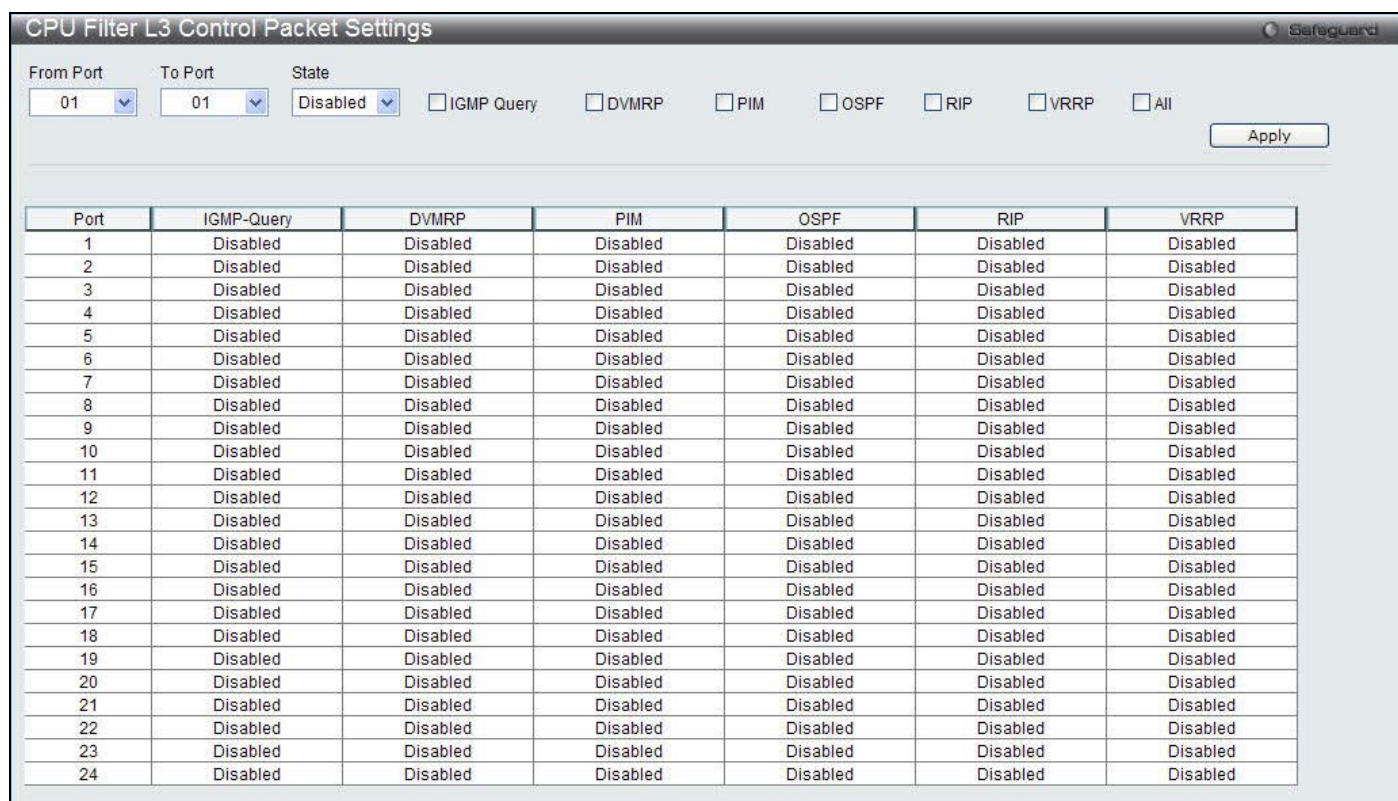 CPU Filter L3 Control Packet Settings
Safeguard
From Port To Port State
01 01 Disabled IGMP Query DVMRP PIM OSPF RIP VRRP All
Apply
Port IGMP-Query DVMRP PIM OSPF RIP VRRP
1 Disabled Disabled Disabled Disabled Disabled Disabled
2 Disabled Disabled Disabled Disabled Disabled Disabled
3 Disabled Disabled Disabled Disabled Disabled Disabled
4 Disabled Disabled Disabled Disabled Disabled Disabled
5 Disabled Disabled Disabled Disabled Disabled Disabled
6 Disabled Disabled Disabled Disabled Disabled Disabled
7 Disabled Disabled Disabled Disabled Disabled Disabled
8 Disabled Disabled Disabled Disabled Disabled Disabled
9 Disabled Disabled Disabled Disabled Disabled Disabled
10 Disabled Disabled Disabled Disabled Disabled Disabled
11 Disabled Disabled Disabled Disabled Disabled Disabled
12 Disabled Disabled Disabled Disabled Disabled Disabled
13 Disabled Disabled Disabled Disabled Disabled Disabled
14 Disabled Disabled Disabled Disabled Disabled Disabled
15 Disabled Disabled Disabled Disabled Disabled Disabled
16 Disabled Disabled Disabled Disabled Disabled Disabled
17 Disabled Disabled Disabled Disabled Disabled Disabled
18 Disabled Disabled Disabled Disabled Disabled Disabled
19 Disabled Disabled Disabled Disabled Disabled Disabled
20 Disabled Disabled Disabled Disabled Disabled Disabled
21 Disabled Disabled Disabled Disabled Disabled Disabled
22 Disabled Disabled Disabled Disabled Disabled Disabled
23 Disabled Disabled Disabled Disabled Disabled Disabled
24 Disabled Disabled Disabled Disabled Disabled Disabled